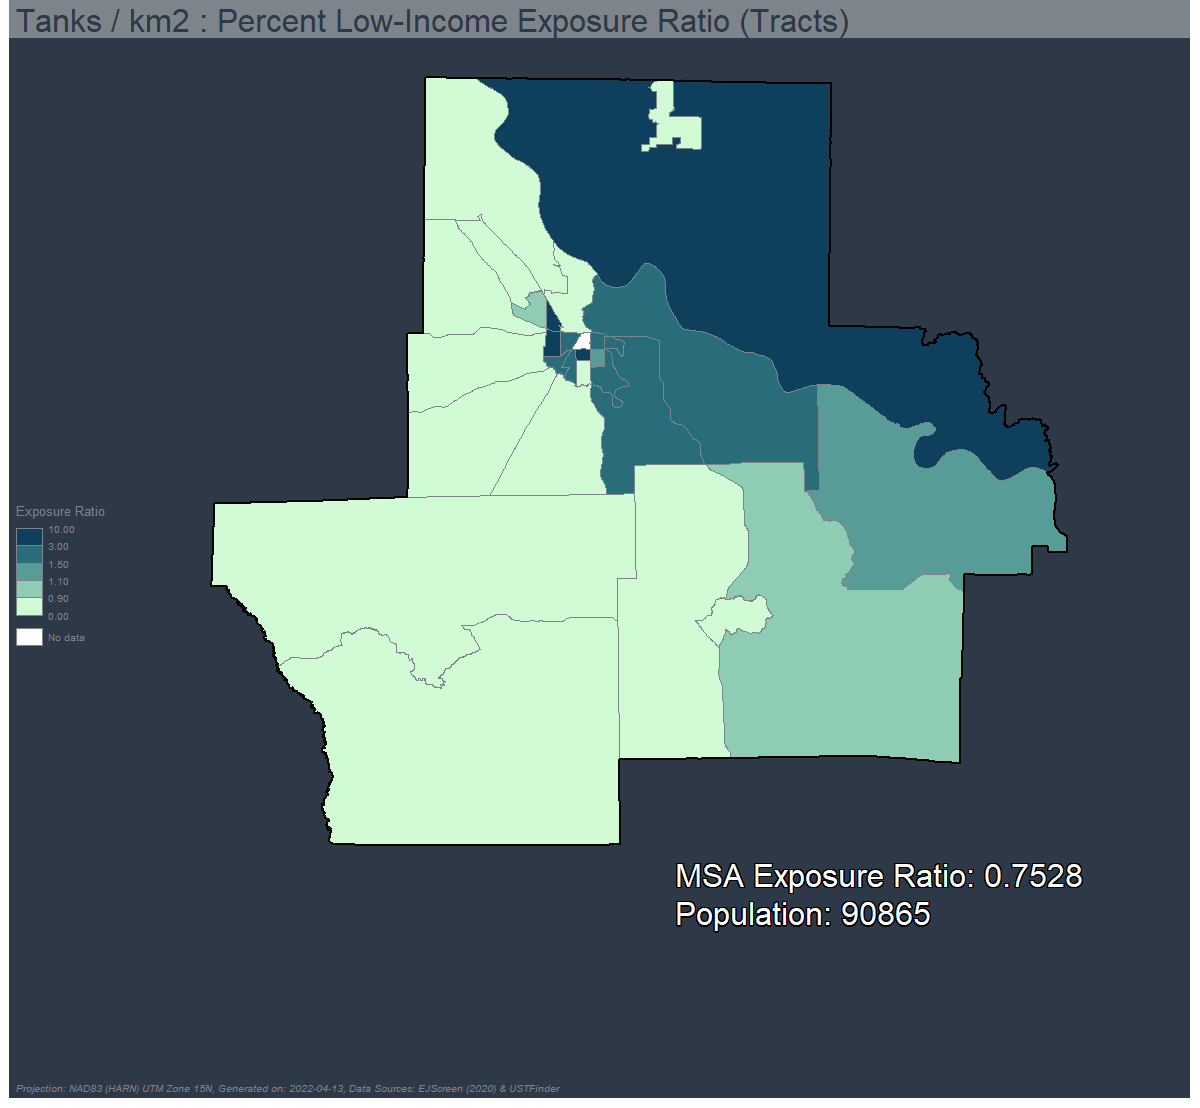 Tanks / km2 : Percent Low-Income Exposure Ratio (Tracts)
Exposure Ratio
10.00
3.00
1.50
1.10
0.90
0.00
No data
MSA Exposure Ratio: 0.7528
Population: 90865
Projection: NAD83 (HARN) UTM Zone 15N, Generated on: 2022-04-13, Data Sources: EJScreen (2020) & USTFinder